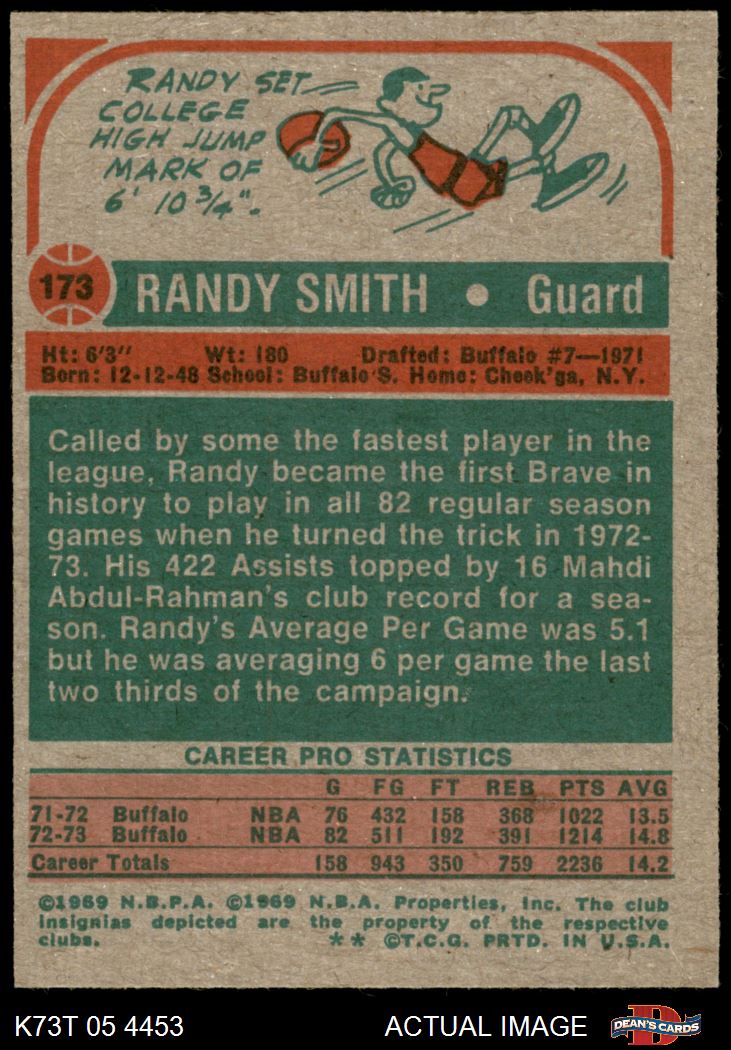 RANDY SET
COLLEGE
HIGH JUMP
MARK OF
6' 10 3/4".
173
RANDY SMITH • Guard
Ht: 6'3" Wt: 180 Drafted: Buffalo #7—1971
Born: 12-12-48 School: Buffalo S. Home: Cheek'ga, N.Y.
Called by some the fastest player in the
league, Randy became the first Brave in
history to play in all 82 regular season
games when he turned the trick in 1972-
73. His 422 Assists topped by 16 Mahdi
Abdul-Rahman's club record for a sea-
son. Randy's Average Per Game was 5.1
but he was averaging 6 per game the last
two thirds of the campaign.
CAREER PRO STATISTICS
G FG FT REB PTS AVG
71-72 Buffalo NBA 76 432 158 368 1022 13.5
72-73 Buffalo NBA 82 511 192 391 1214 14.8
Career Totals 158 943 350 759 2236 14.2
©1969 N.B.P.A. ©1969 N.B.A. Properties, Inc. The club
insignias depicted are the property of the respective
clubs. ** ©T.C.G. PRTD. IN U.S.A.
K73T 05 4453 ACTUAL IMAGE
D
DEAN'S CARDS